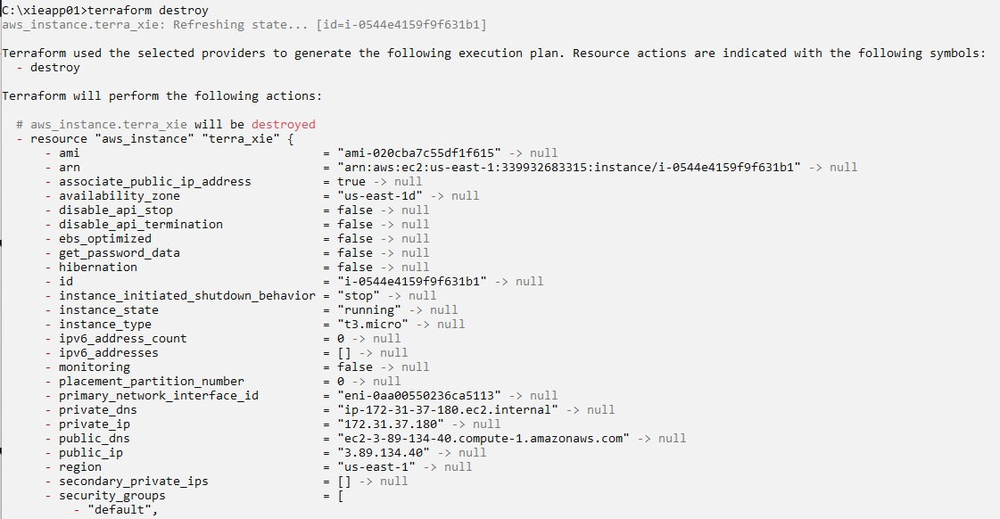 C:\xieapp01>terraform destroy
aws_instance.terra_xie: Refreshing state... [id=i-0544e4159f9f631b1]
Terraform used the selected providers to generate the following execution plan. Resource actions are indicated with the following symbols:
- destroy
Terraform will perform the following actions:
# aws_instance.terra_xie will be destroyed
- resource "aws_instance" "terra_xie" {
- ami = "ami-020cba7c55df1f615" -> null
- arn = "arn:aws:ec2:us-east-1:339932683315:instance/i-0544e4159f9f631b1" -> null
- associate_public_ip_address = true -> null
- availability_zone = "us-east-1d" -> null
- disable_api_stop = false -> null
- disable_api_termination = false -> null
- ebs_optimized = false -> null
- get_password_data = false -> null
- hibernation = false -> null
- id = "i-0544e4159f9f631b1" -> null
- instance_initiated_shutdown_behavior = "stop" -> null
- instance_state = "running" -> null
- instance_type = "t3.micro" -> null
- ipv6_address_count = 0 -> null
- ipv6_addresses = [] -> null
- monitoring = false -> null
- placement_partition_number = 0 -> null
- primary_network_interface_id = "eni-0aa00550236ca5113" -> null
- private_dns = "ip-172-31-37-180.ec2.internal" -> null
- private_ip = "172.31.37.180" -> null
- public_dns = "ec2-3-89-134-40.compute-1.amazonaws.com" -> null
- public_ip = "3.89.134.40" -> null
- region = "us-east-1" -> null
- secondary_private_ips = [] -> null
- security_groups = [
- "default",